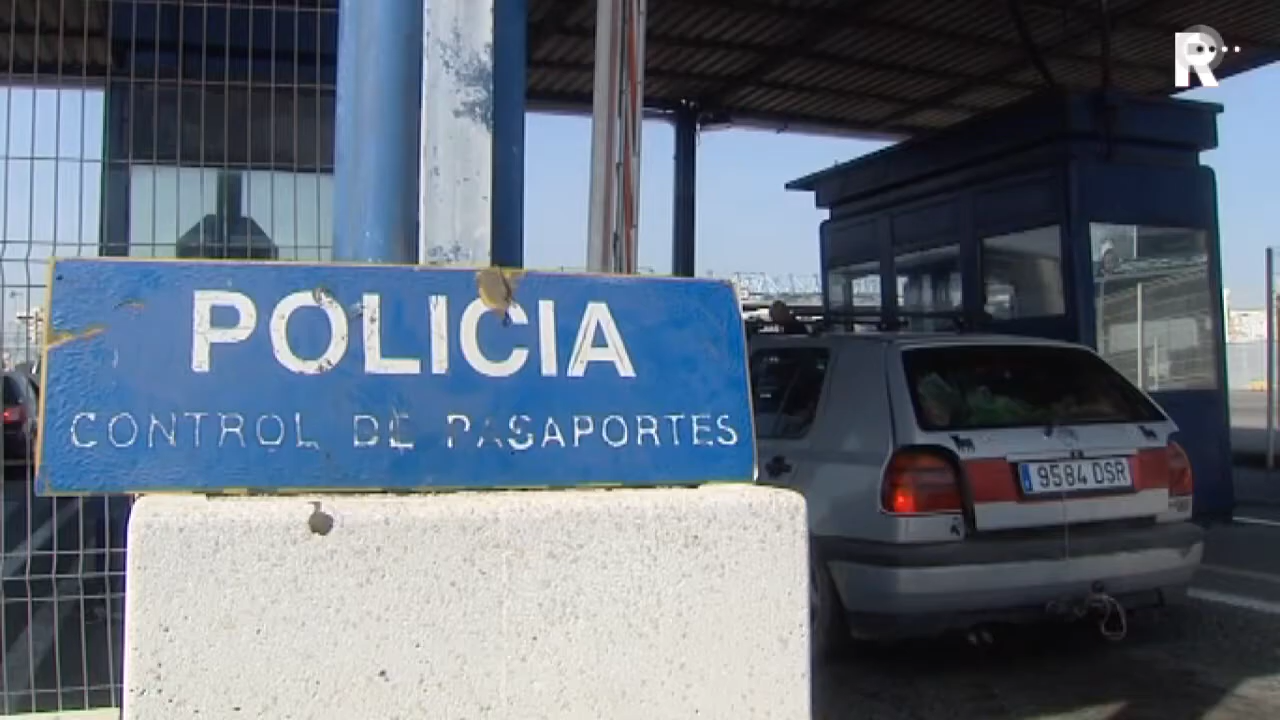 R
POLICIA
CONTROL DE PASAPORTES
9584 DSR